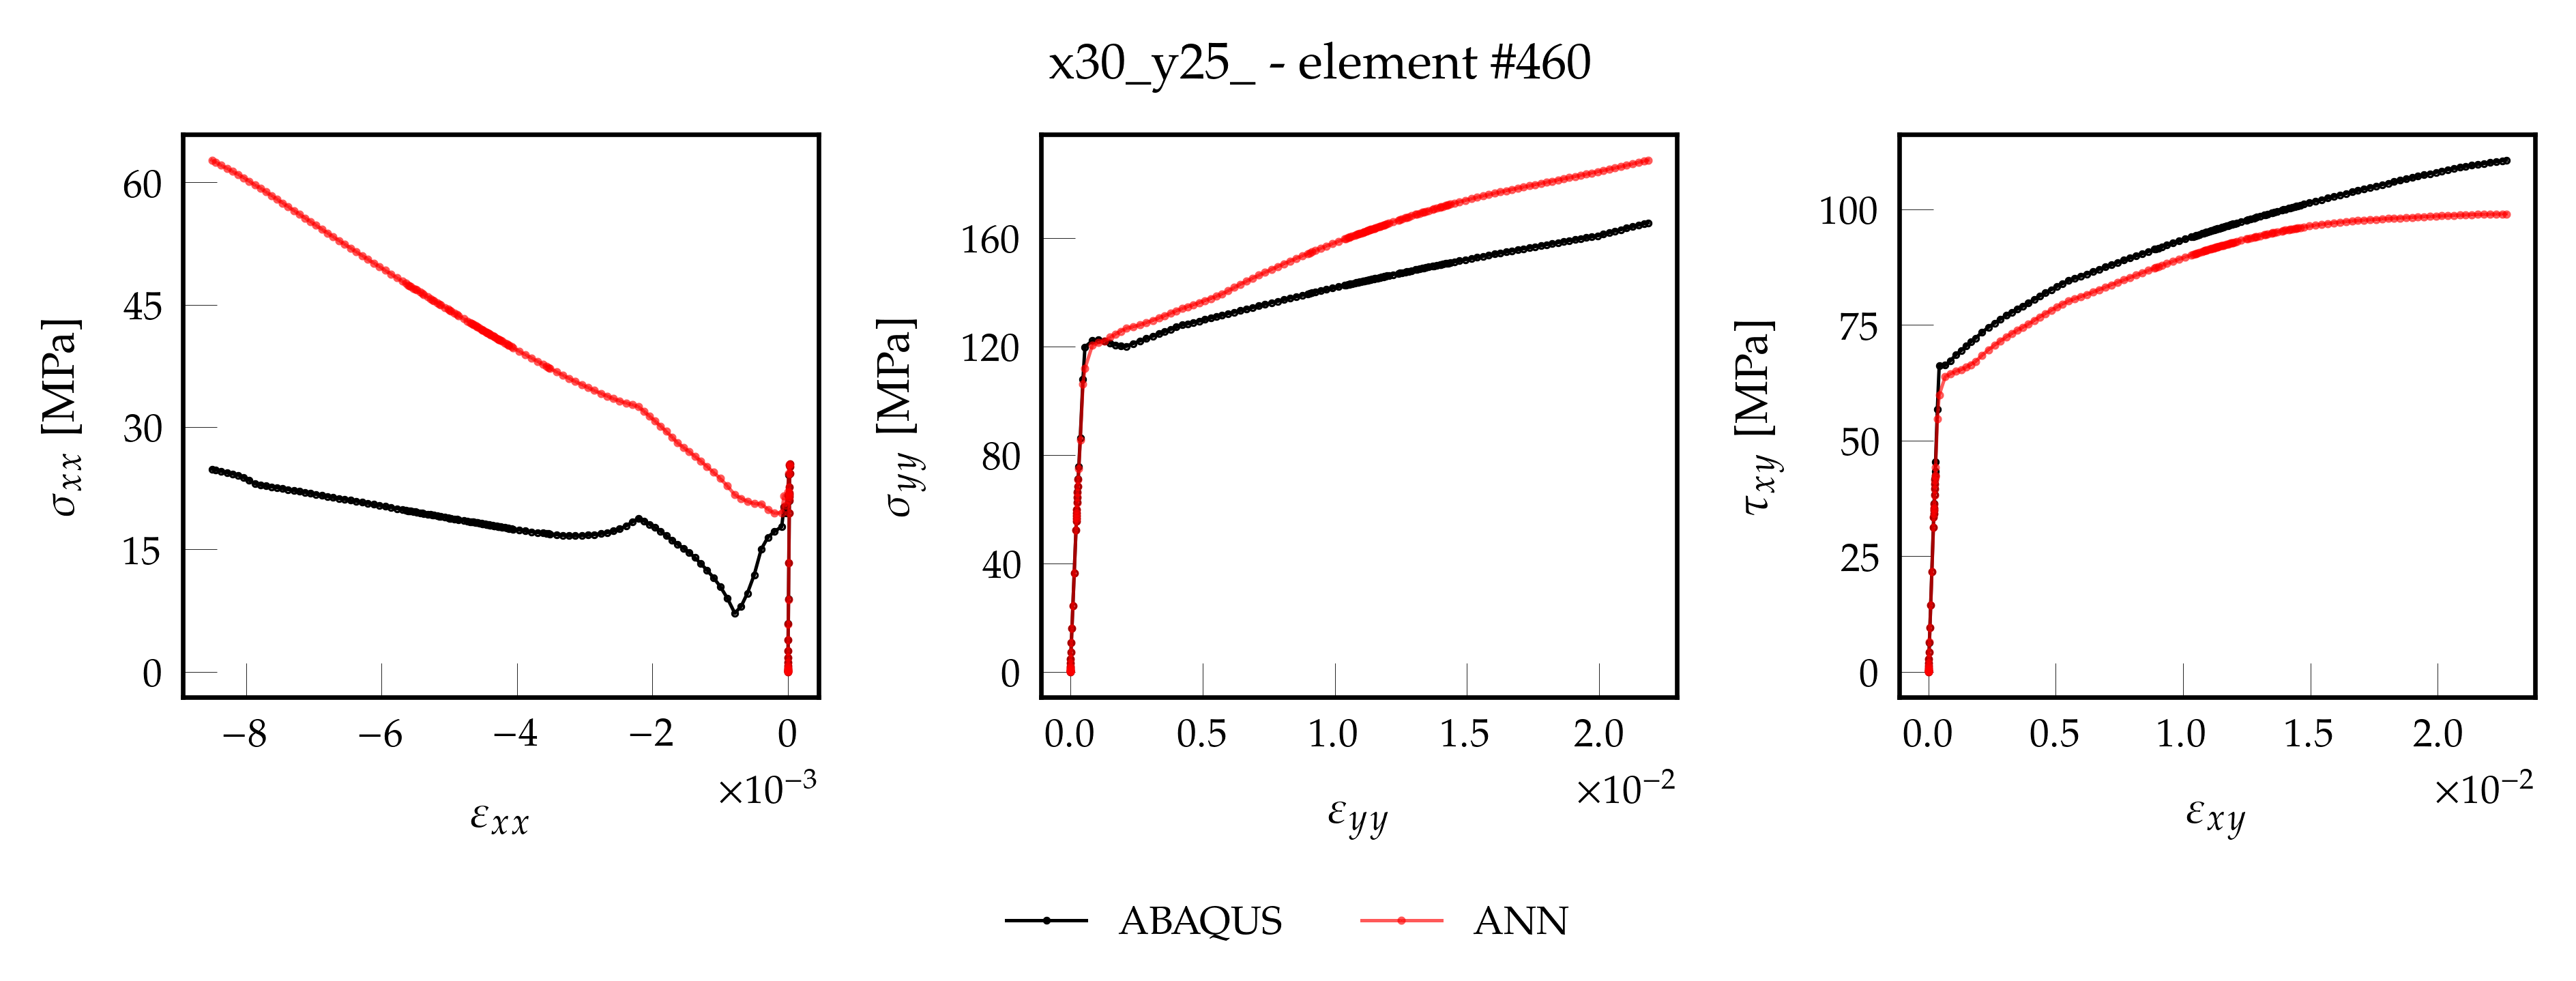 x30_y25_ - element #460
60
45
30
15
0
σxx [MPa]
−8 −6 −4 −2 0
×10−3
εxx
160
120
80
40
0
σyy [MPa]
0.0 0.5 1.0 1.5 2.0
×10−2
εyy
100
75
50
25
0
τxy [MPa]
0.0 0.5 1.0 1.5 2.0
×10−2
εxy
ABAQUS ANN